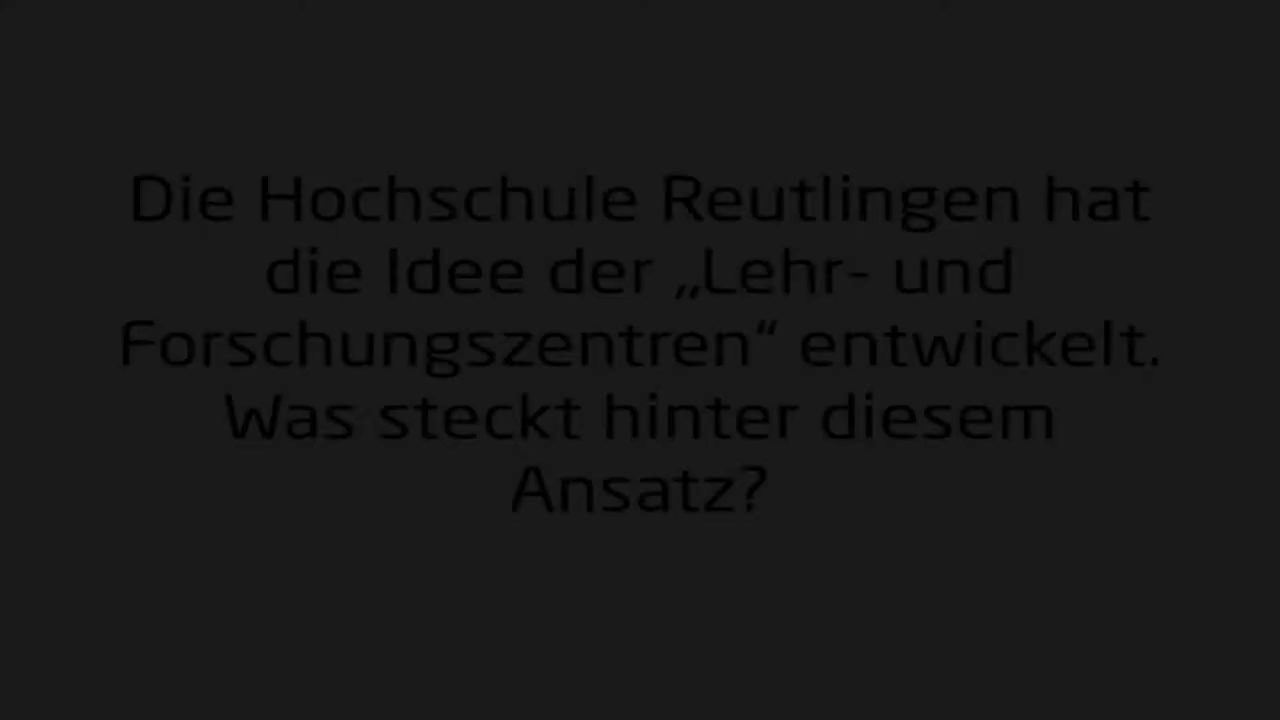 Die Hochschule Reutlingen hat
die Idee der „Lehr- und
Forschungszentren“ entwickelt.
Was steckt hinter diesem
Ansatz?